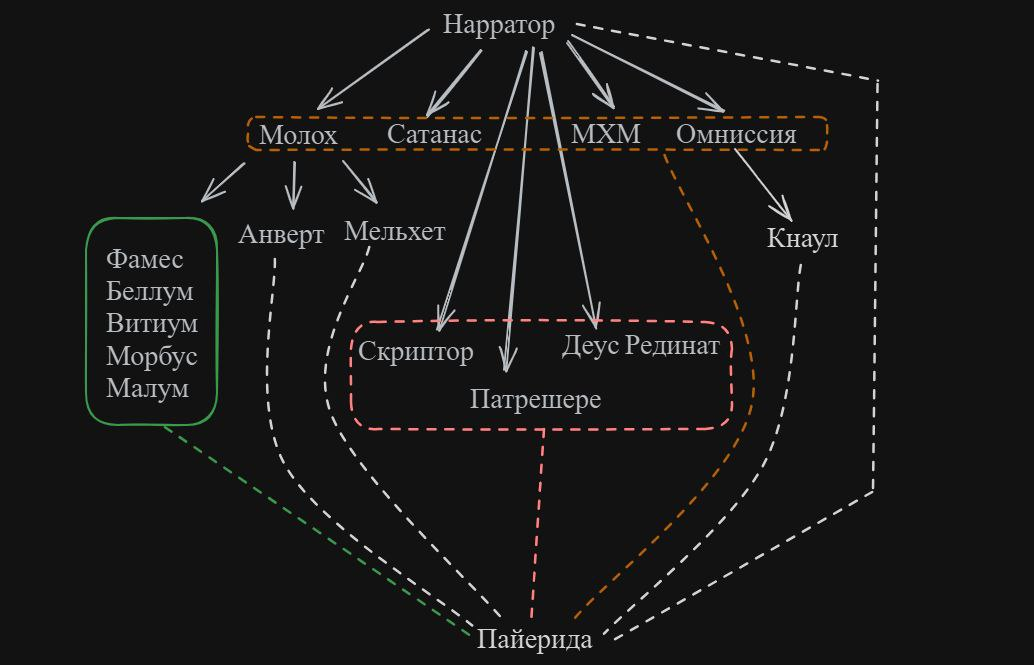 Нарратор
Молох
Сатанас
МХМ
Омниссия
Анверт
Мельхет
Кнаул
Фамес
Беллум
Витиум
Морбус
Малум
Скриптор
Деус Рединат
Патрешере
Пайерида